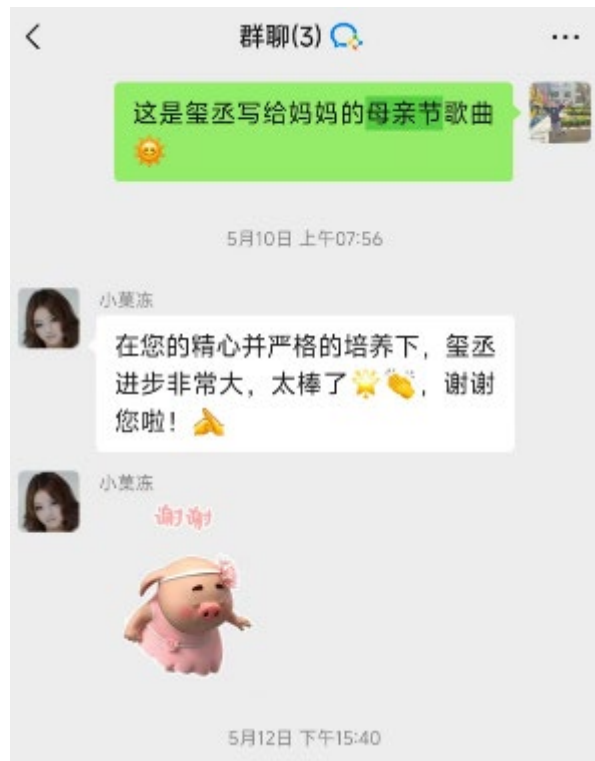 群聊(3)
这是玺丞写给妈妈的母亲节歌曲
5月10日 上午07:56
小菓冻
在您的精心并严格的培养下，玺丞
进步非常大，太棒了，谢谢
您啦！
小菓冻
谢谢
5月12日 下午15:40